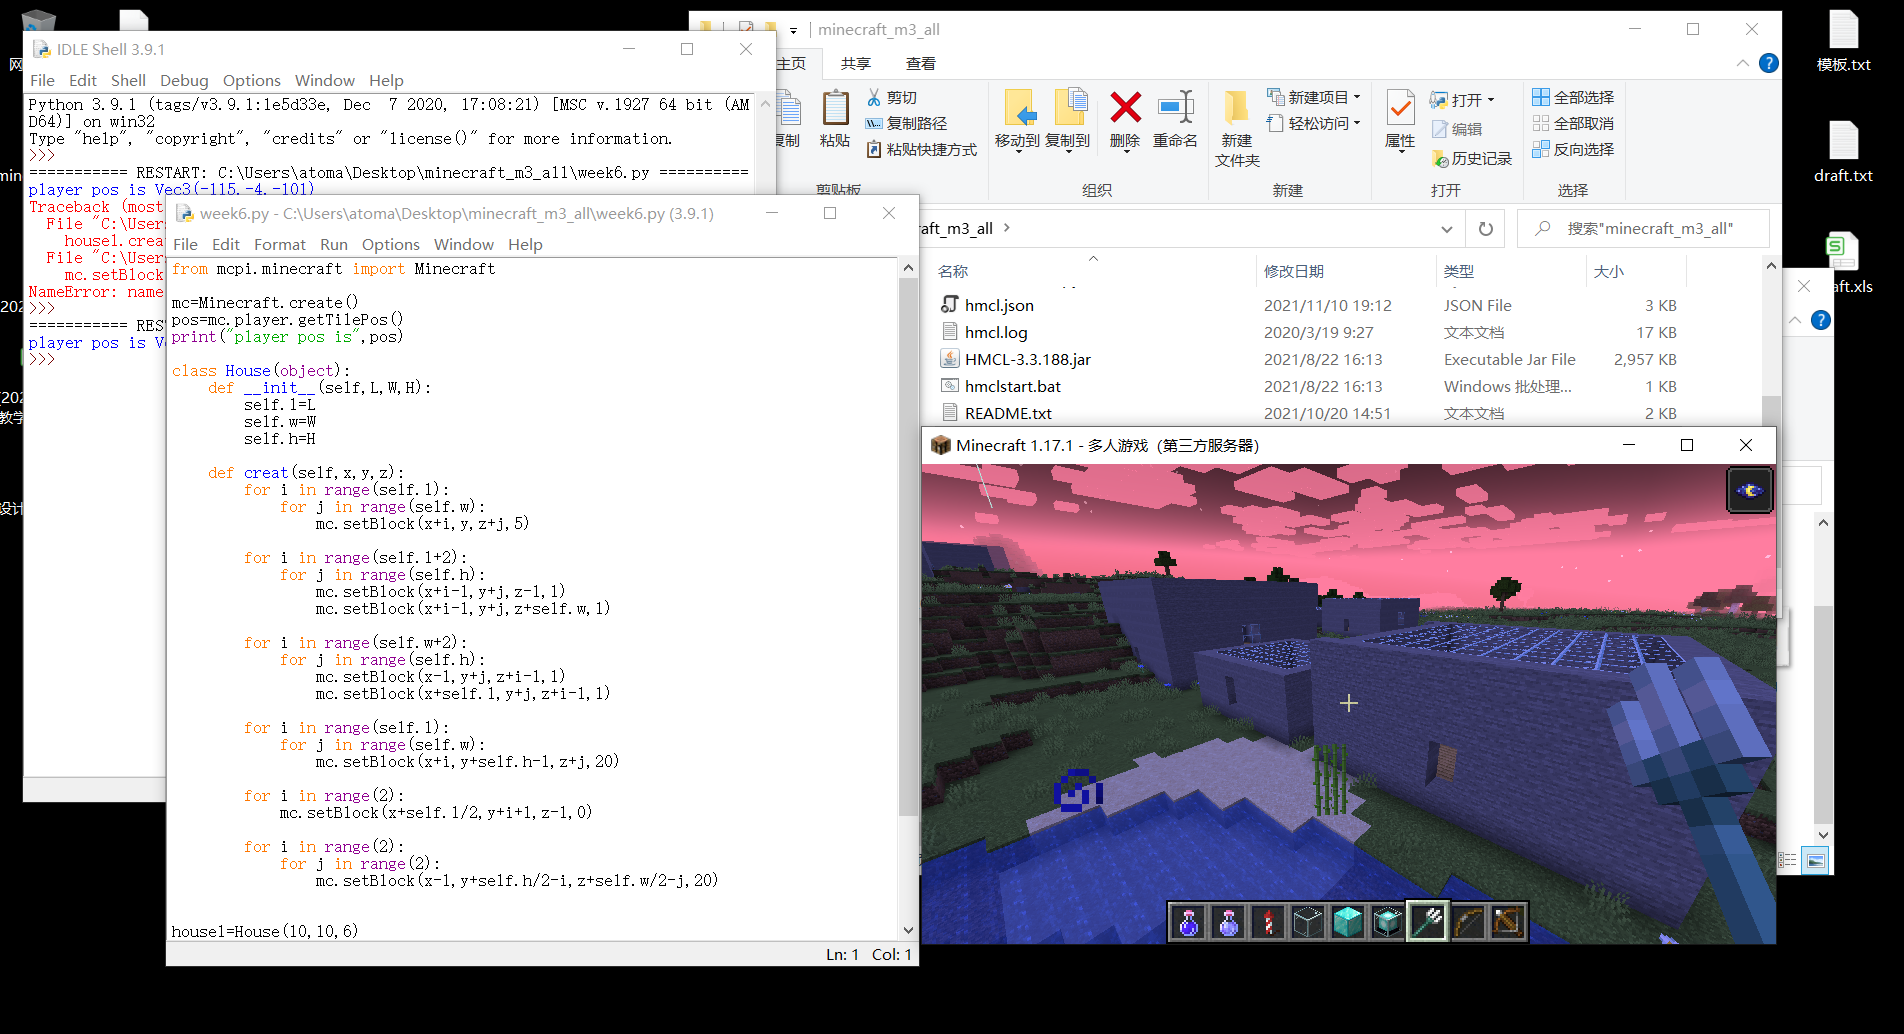 IDLE Shell 3.9.1
File Edit Shell Debug Options Window Help
Python 3.9.1 (tags/v3.9.1:1e5d33e, Dec  7 2020, 17:08:21) [MSC v.1927 64 bit (AM
D64)] on win32
Type "help", "copyright", "credits" or "license()" for more information.
>>>
=========== RESTART: C:\Users\atoma\Desktop\minecraft_m3_all\week6.py ==========
player pos is Vec3(-115,-4,-101)
Traceback (most
File "C:\User
house1.crea
File "C:\User
mc.setBlock
NameError: name
>>>
=========== RES
player pos is Ve
>>>
week6.py - C:\Users\atoma\Desktop\minecraft_m3_all\week6.py (3.9.1)
File Edit Format Run Options Window Help
from mcpi.minecraft import Minecraft
mc=Minecraft.create()
pos=mc.player.getTilePos()
print("player pos is",pos)
class House(object):
    def __init__(self,L,W,H):
        self.l=L
        self.w=W
        self.h=H
    def creat(self,x,y,z):
        for i in range(self.l):
            for j in range(self.w):
                mc.setBlock(x+i,y,z+j,5)
        for i in range(self.l+2):
            for j in range(self.h):
                mc.setBlock(x+i-1,y+j,z-1,1)
                mc.setBlock(x+i-1,y+j,z+self.w,1)
        for i in range(self.w+2):
            for j in range(self.h):
                mc.setBlock(x-1,y+j,z+i-1,1)
                mc.setBlock(x+self.l,y+j,z+i-1,1)
        for i in range(self.l):
            for j in range(self.w):
                mc.setBlock(x+i,y+self.h-1,z+j,20)
        for i in range(2):
            mc.setBlock(x+self.l/2,y+i+1,z-1,0)
        for i in range(2):
            for j in range(2):
                mc.setBlock(x-1,y+self.h/2-i,z+self.w/2-j,20)
house1=House(10,10,6)
Ln: 1 Col: 1
minecraft_m3_all
主页 共享 查看
复制
粘贴
剪切
复制路径
粘贴快捷方式
剪贴板
移动到 复制到 删除 重命名
组织
新建
文件夹
新建项目
轻松访问
新建
属性
打开
编辑
历史记录
打开
全部选择
全部取消
反向选择
选择
raft_m3_all
搜索"minecraft_m3_all"
名称 修改日期 类型 大小
hmcl.json 2021/11/10 19:12 JSON File 3 KB
hmcl.log 2020/3/19 9:27 文本文档 17 KB
HMCL-3.3.188.jar 2021/8/22 16:13 Executable Jar File 2,957 KB
hmclstart.bat 2021/8/22 16:13 Windows 批处理... 1 KB
README.txt 2021/10/20 14:51 文本文档 2 KB
Minecraft 1.17.1 - 多人游戏 (第三方服务器)
模板.txt
draft.txt
aft.xls
网
min
202
(202
教学
设计